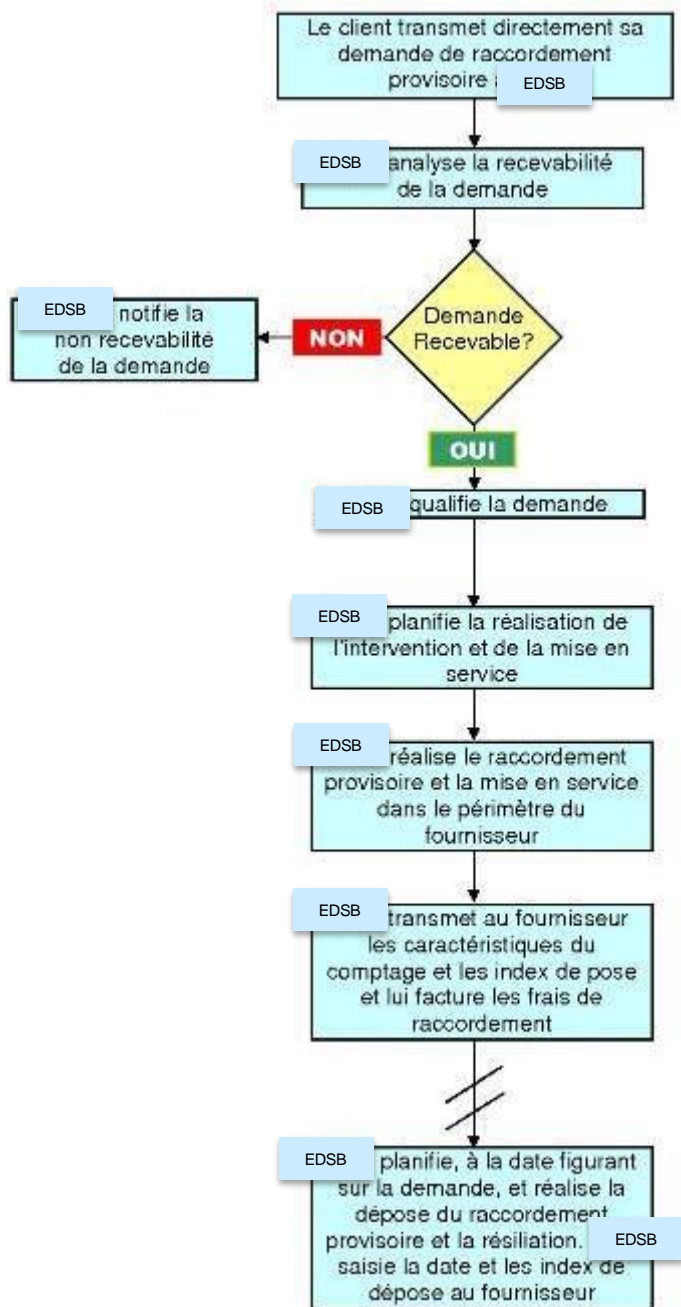 Le client transmet directement sa
demande de raccordement
provisoire à EDSB
EDSB analyse la recevabilité
de la demande
Demande
Recevable?
NON
EDSB notifie la
non recevabilité
de la demande
OUI
EDSB qualifie la demande
EDSB planifie la réalisation de
l'intervention et de la mise en
service
EDSB réalise le raccordement
provisoire et la mise en service
dans le périmètre du
fournisseur
EDSB transmet au fournisseur
les caractéristiques du
comptage et les index de pose
et lui facture les frais de
raccordement
EDSB planifie, à la date figurant
sur la demande, et réalise la
dépose du raccordement
provisoire et la résiliation. EDSB
saisie la date et les index de
dépose au fournisseur